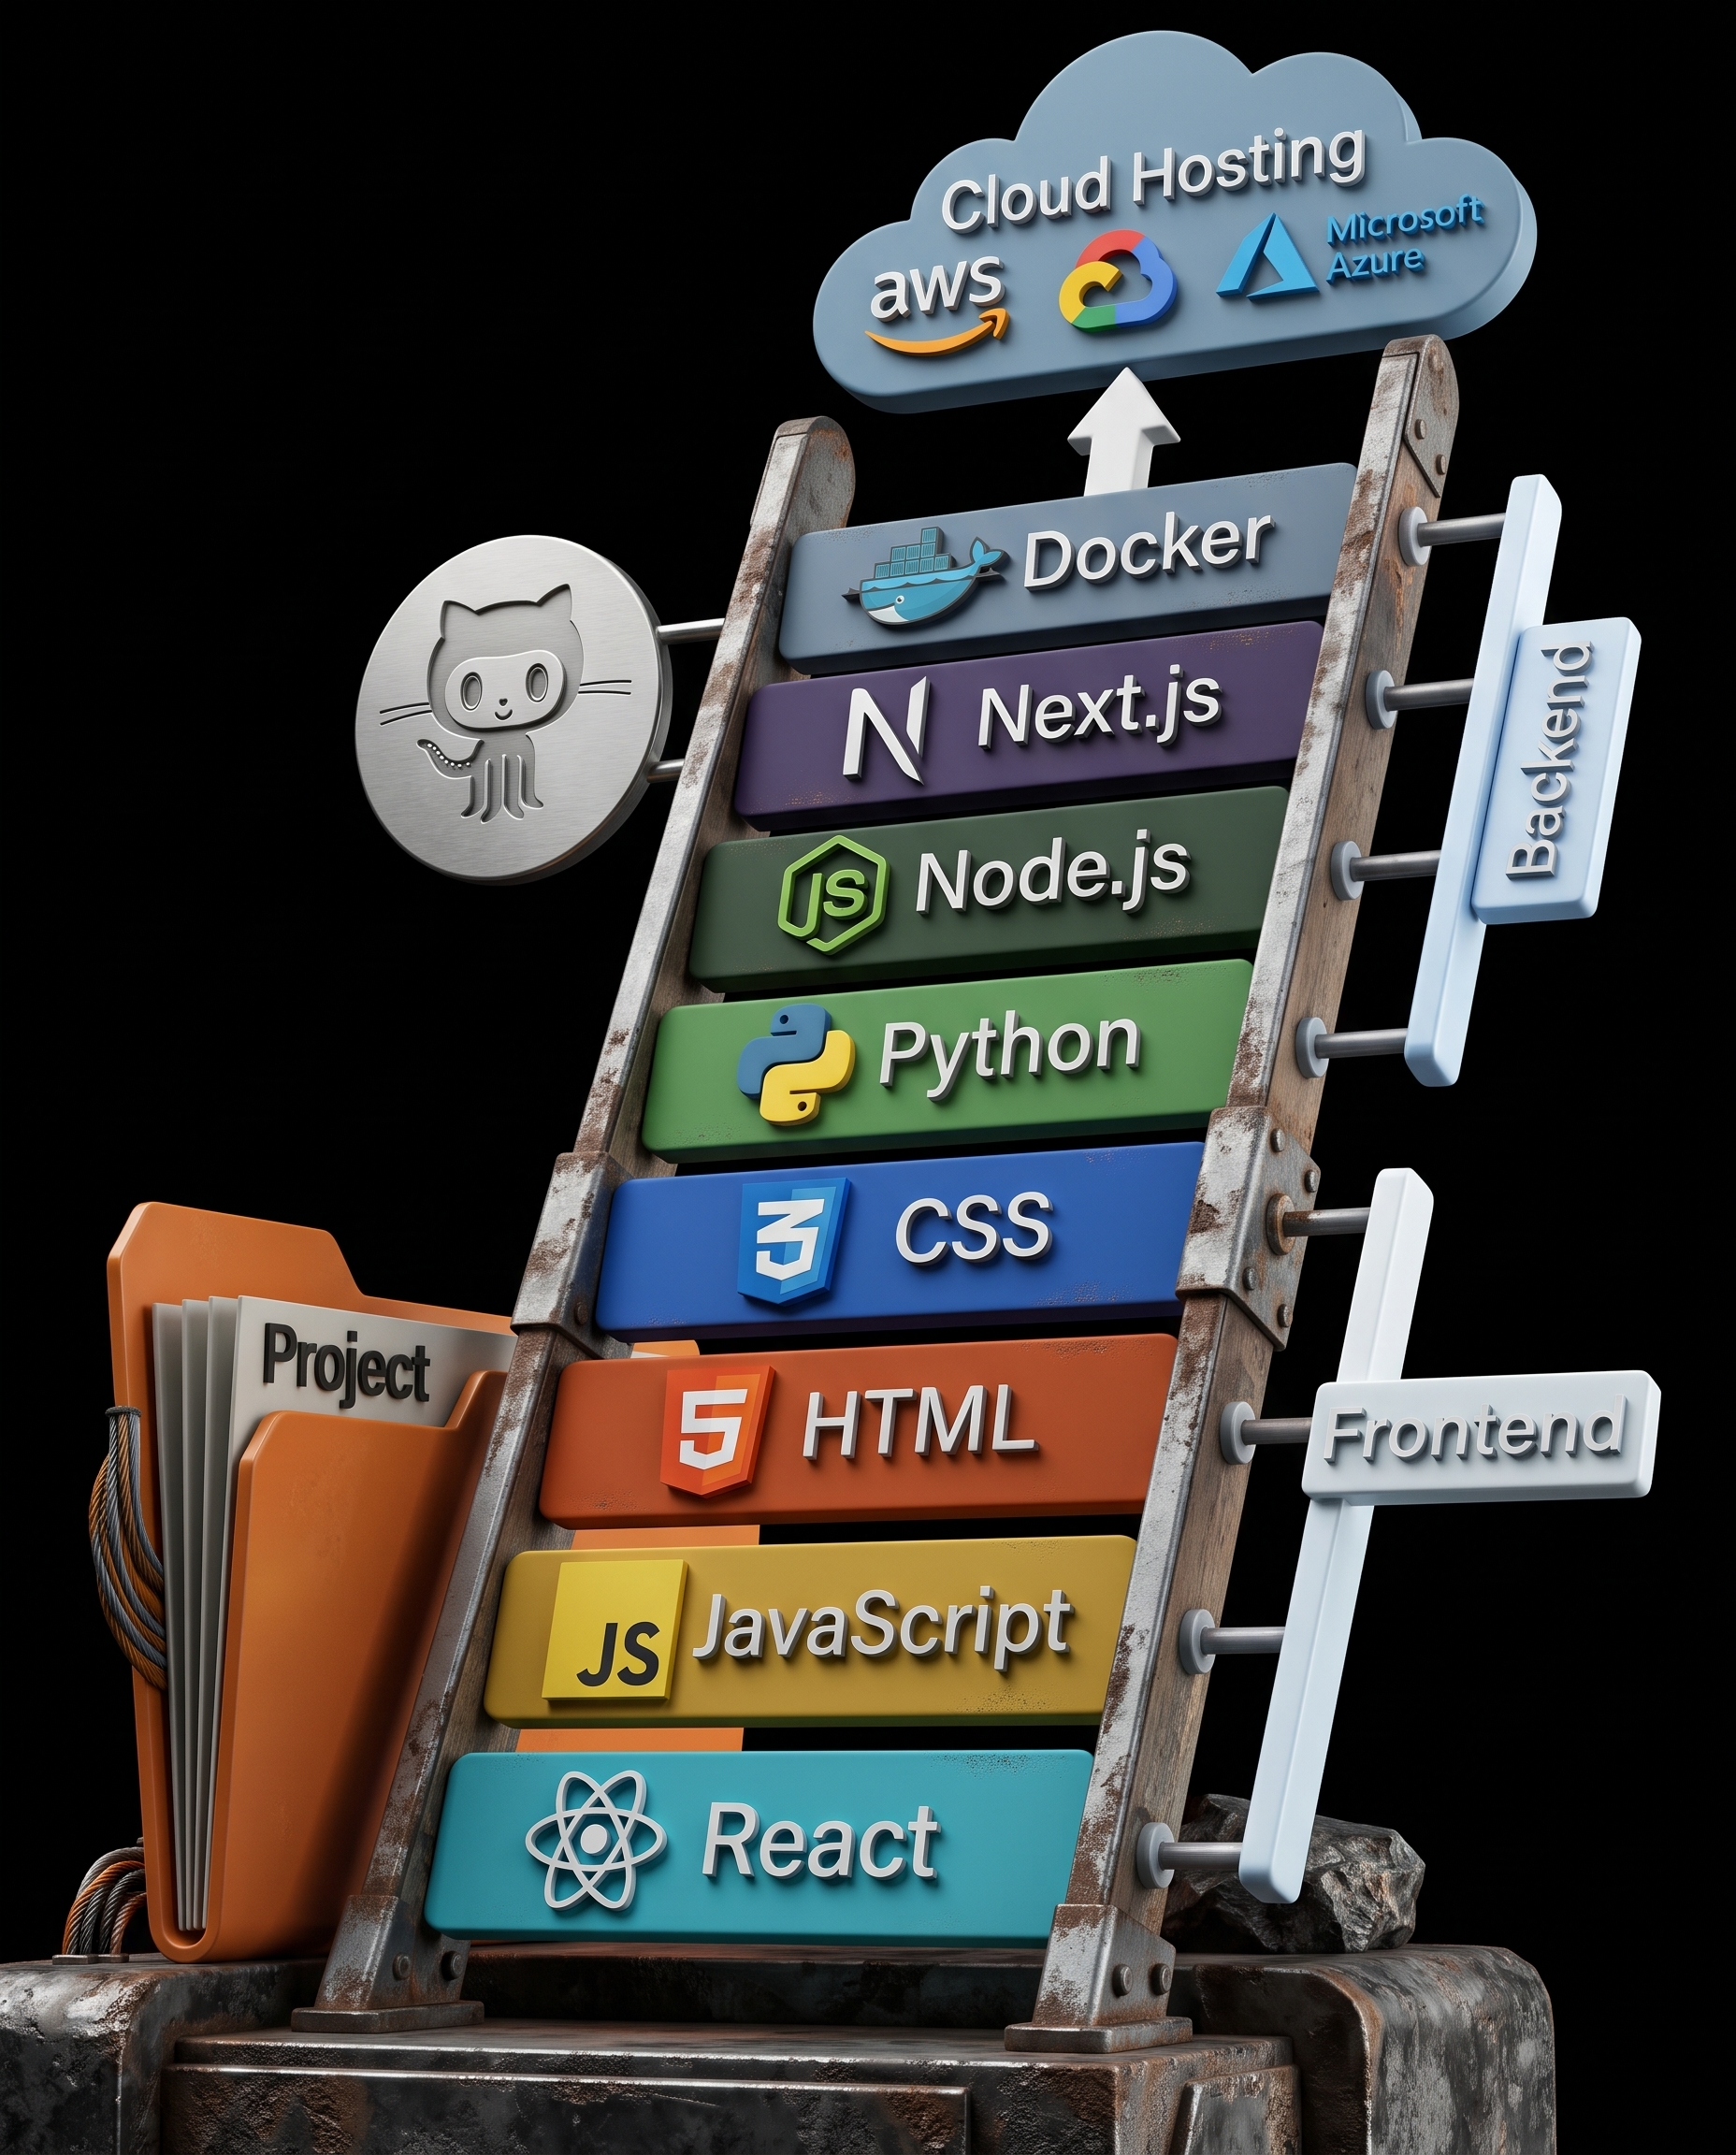 Cloud Hosting
aws
Microsoft
Azure
Docker
N Next.js
JS Node.js
Python
3 CSS
5 HTML
JS JavaScript
React
Backend
Frontend
Project